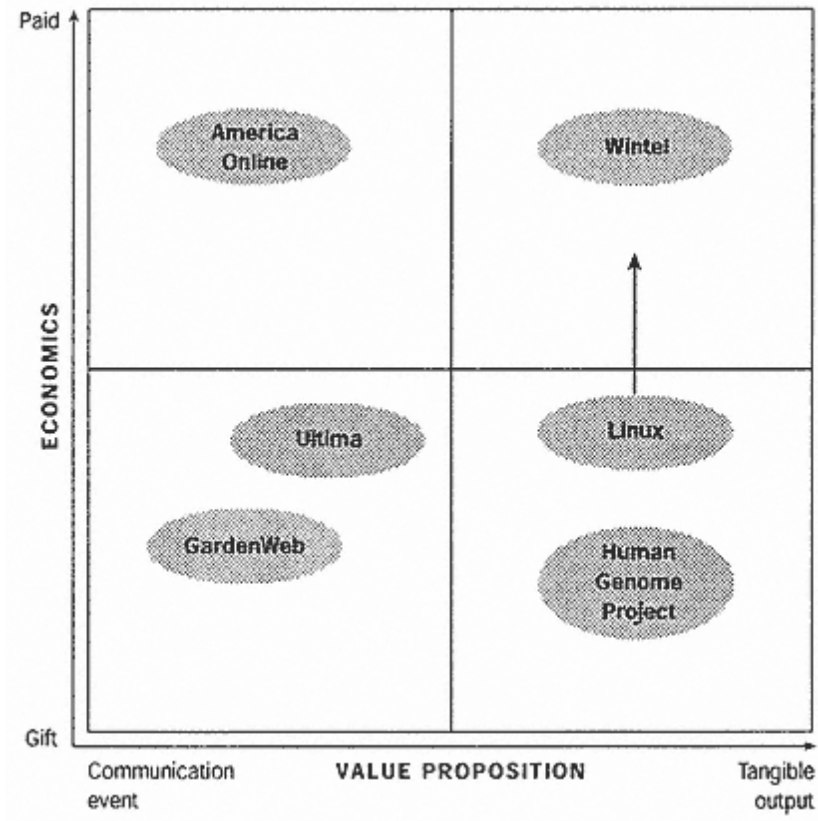 Paid
America
Online
Wintel
ECONOMICS
Ultima
Linux
GardenWeb
Human
Genome
Project
Gift
Communication
event
VALUE PROPOSITION
Tangible
output